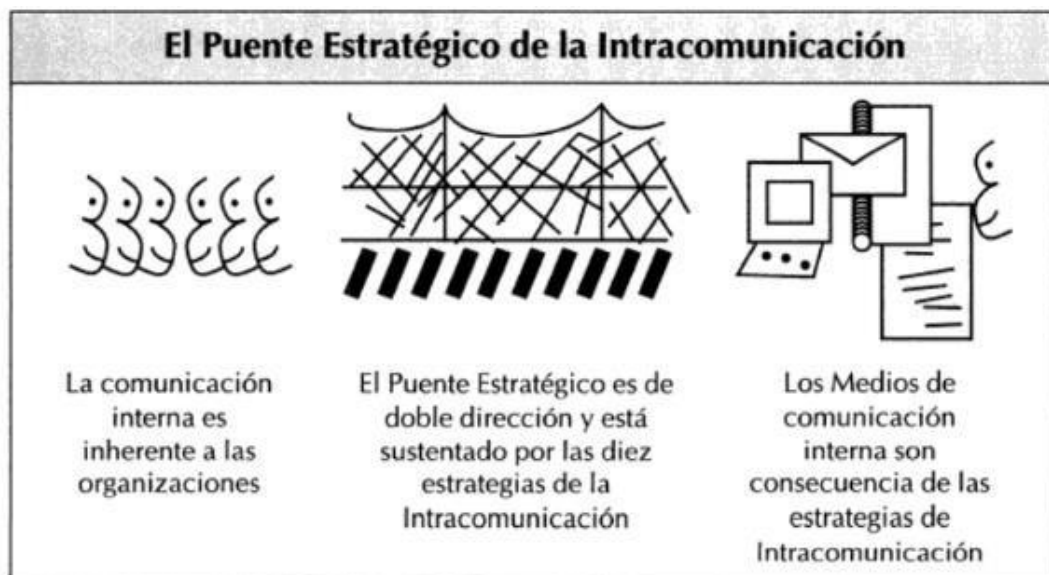 El Puente Estratégico de la Intracomunicación
La comunicación
interna es
inherente a las
organizaciones
El Puente Estratégico es de
doble dirección y está
sustentado por las diez
estrategias de la
Intracomunicación
Los Medios de
comunicación
interna son
consecuencia de las
estrategias de
Intracomunicación